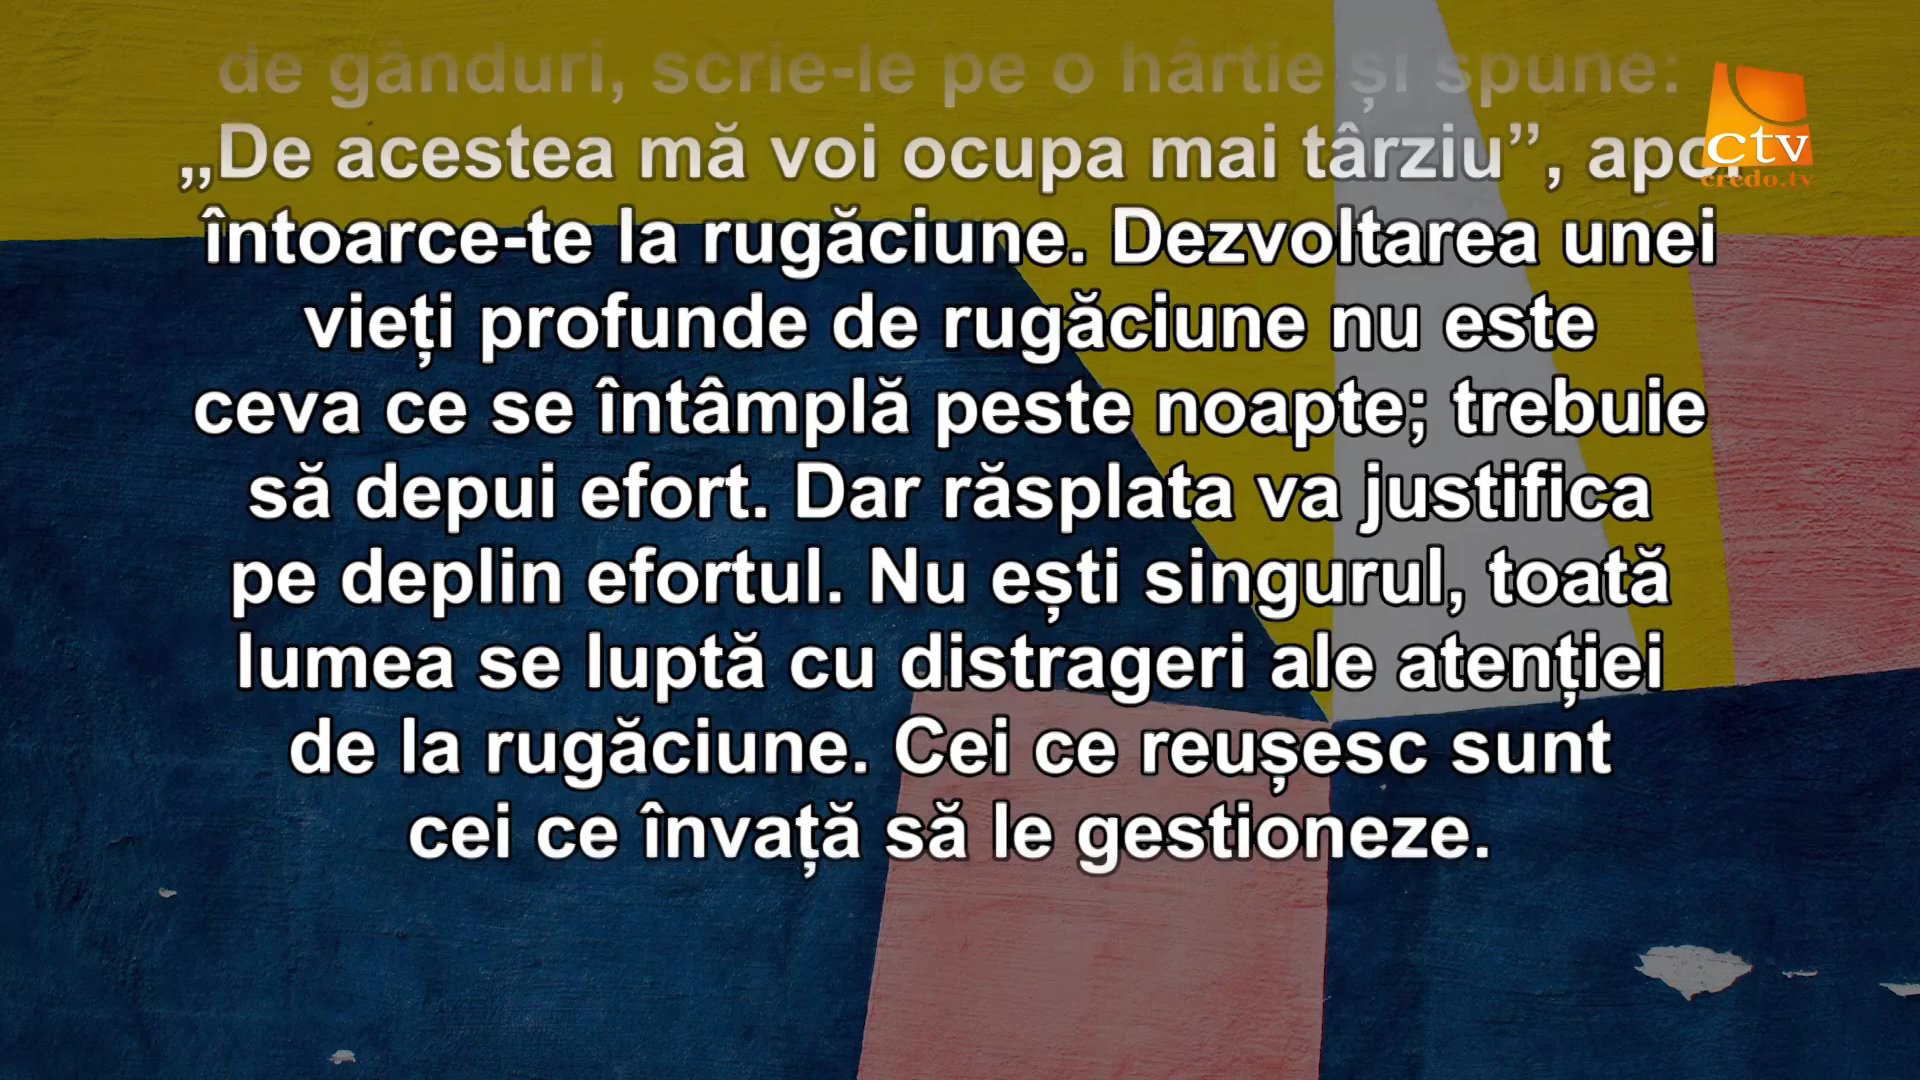 de gânduri, scrie-le pe o hârtie și spune:
„De acestea mă voi ocupa mai târziu”, apoi
întoarce-te la rugăciune. Dezvoltarea unei
vieți profunde de rugăciune nu este
ceva ce se întâmplă peste noapte; trebuie
să depui efort. Dar răsplata va justifica
pe deplin efortul. Nu ești singurul, toată
lumea se luptă cu distrageri ale atenției
de la rugăciune. Cei ce reușesc sunt
cei ce învață să le gestioneze.
ctv
credo.tv